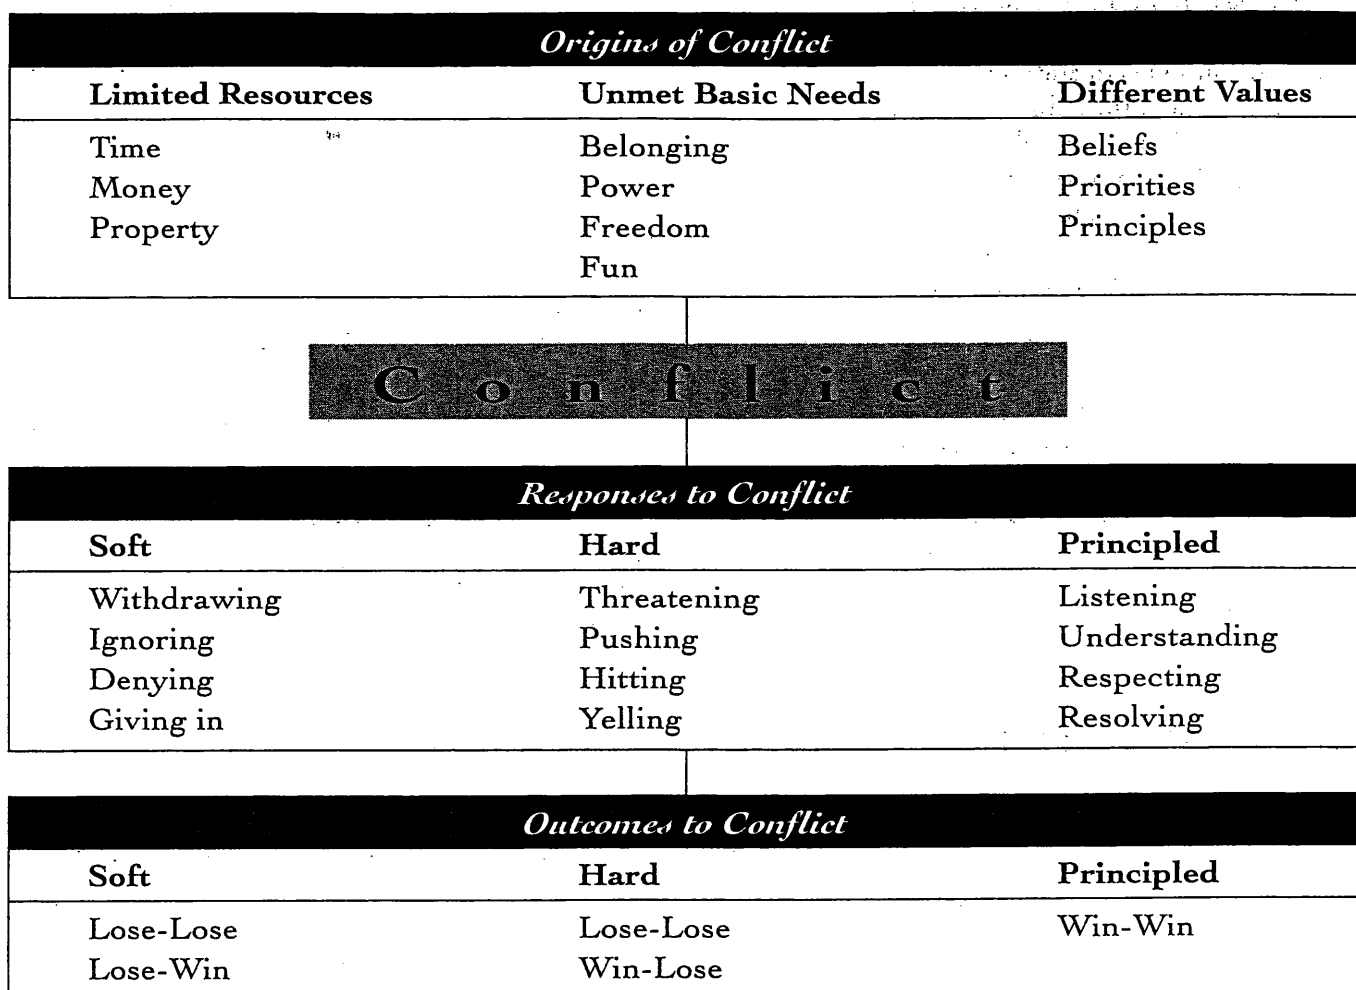 Origins of Conflict
Limited Resources Unmet Basic Needs Different Values
Time Belonging Beliefs
Money Power Priorities
Property Freedom Principles
Fun
Conflict
Responses to Conflict
Soft Hard Principled
Withdrawing Threatening Listening
Ignoring Pushing Understanding
Denying Hitting Respecting
Giving in Yelling Resolving
Outcomes to Conflict
Soft Hard Principled
Lose-Lose Lose-Lose Win-Win
Lose-Win Win-Lose